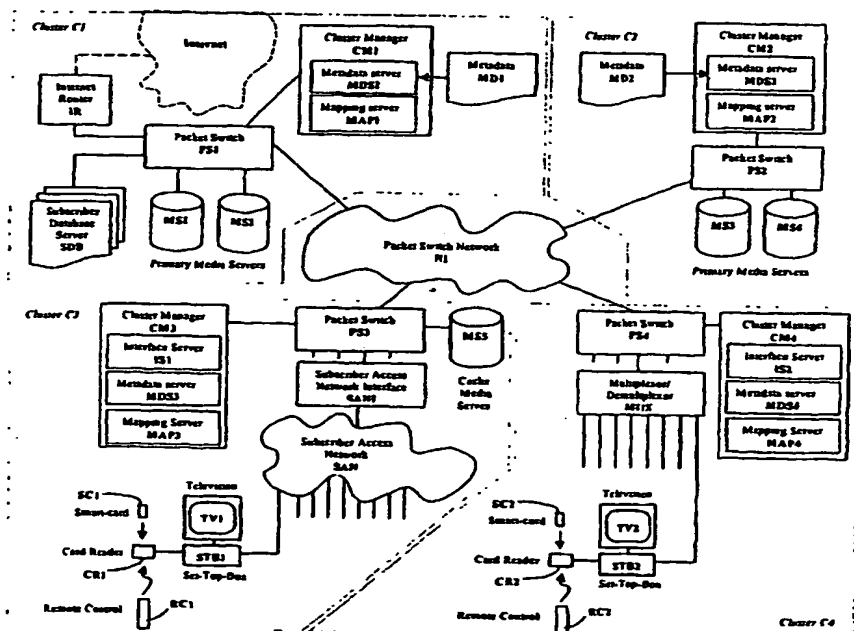 Cluster C1
Internet
Internet
Router
IR
Cluster Manager
CM1
Metadata server
MDS2
Mapping server
MAP1
Metadata
MD1
Packet Switch
PS1
Subscriber
Database
Server
SDB
MS1
MS2
Primary Media Servers
Cluster C2
Metadata
MD2
Cluster Manager
CM2
Metadata server
MDS2
Mapping server
MAP2
Packet Switch
PS2
MS3
MS4
Primary Media Servers
Packet Switch Network
N1
Cluster C3
Cluster Manager
CM3
Interface Server
IS1
Metadata server
MDS3
Mapping Server
MAP3
Packet Switch
PS3
MS5
Cache
Media
Server
Subscriber Access
Network Interface
SANI
Subscriber Access
Network
SAN
SC1
Smart-card
Card Reader
CR1
Remote Control
RC1
Television
TV1
STB1
Set-Top-Box
Packet Switch
PS4
Multiplexor/
Demultiplexor
Cluster Manager
CM4
Interface Server
IS2
Metadata server
MDS4
Mapping Server
MAP4
SC2
Smart-card
Card Reader
CR2
Remote Control
RC2
Television
TV2
STB2
Set-Top-Box
Cluster C4